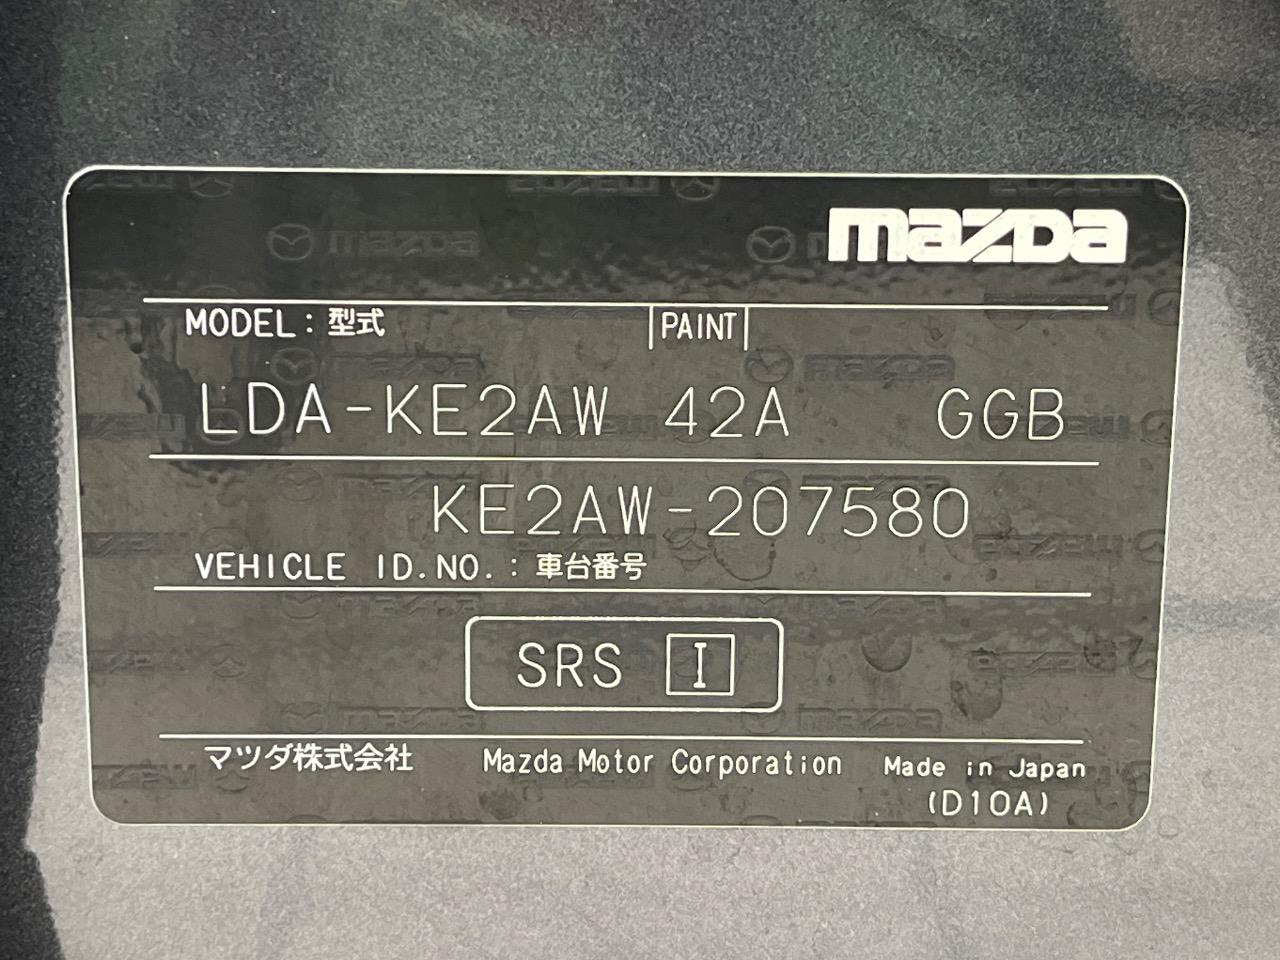 mazda
MODEL：型式 PAINT
LDA-KE2AW 42A GGB
KE2AW-207580
VEHICLE ID.NO.：車台番号
SRS I
マツダ株式会社 Mazda Motor Corporation Made in Japan
(D10A)